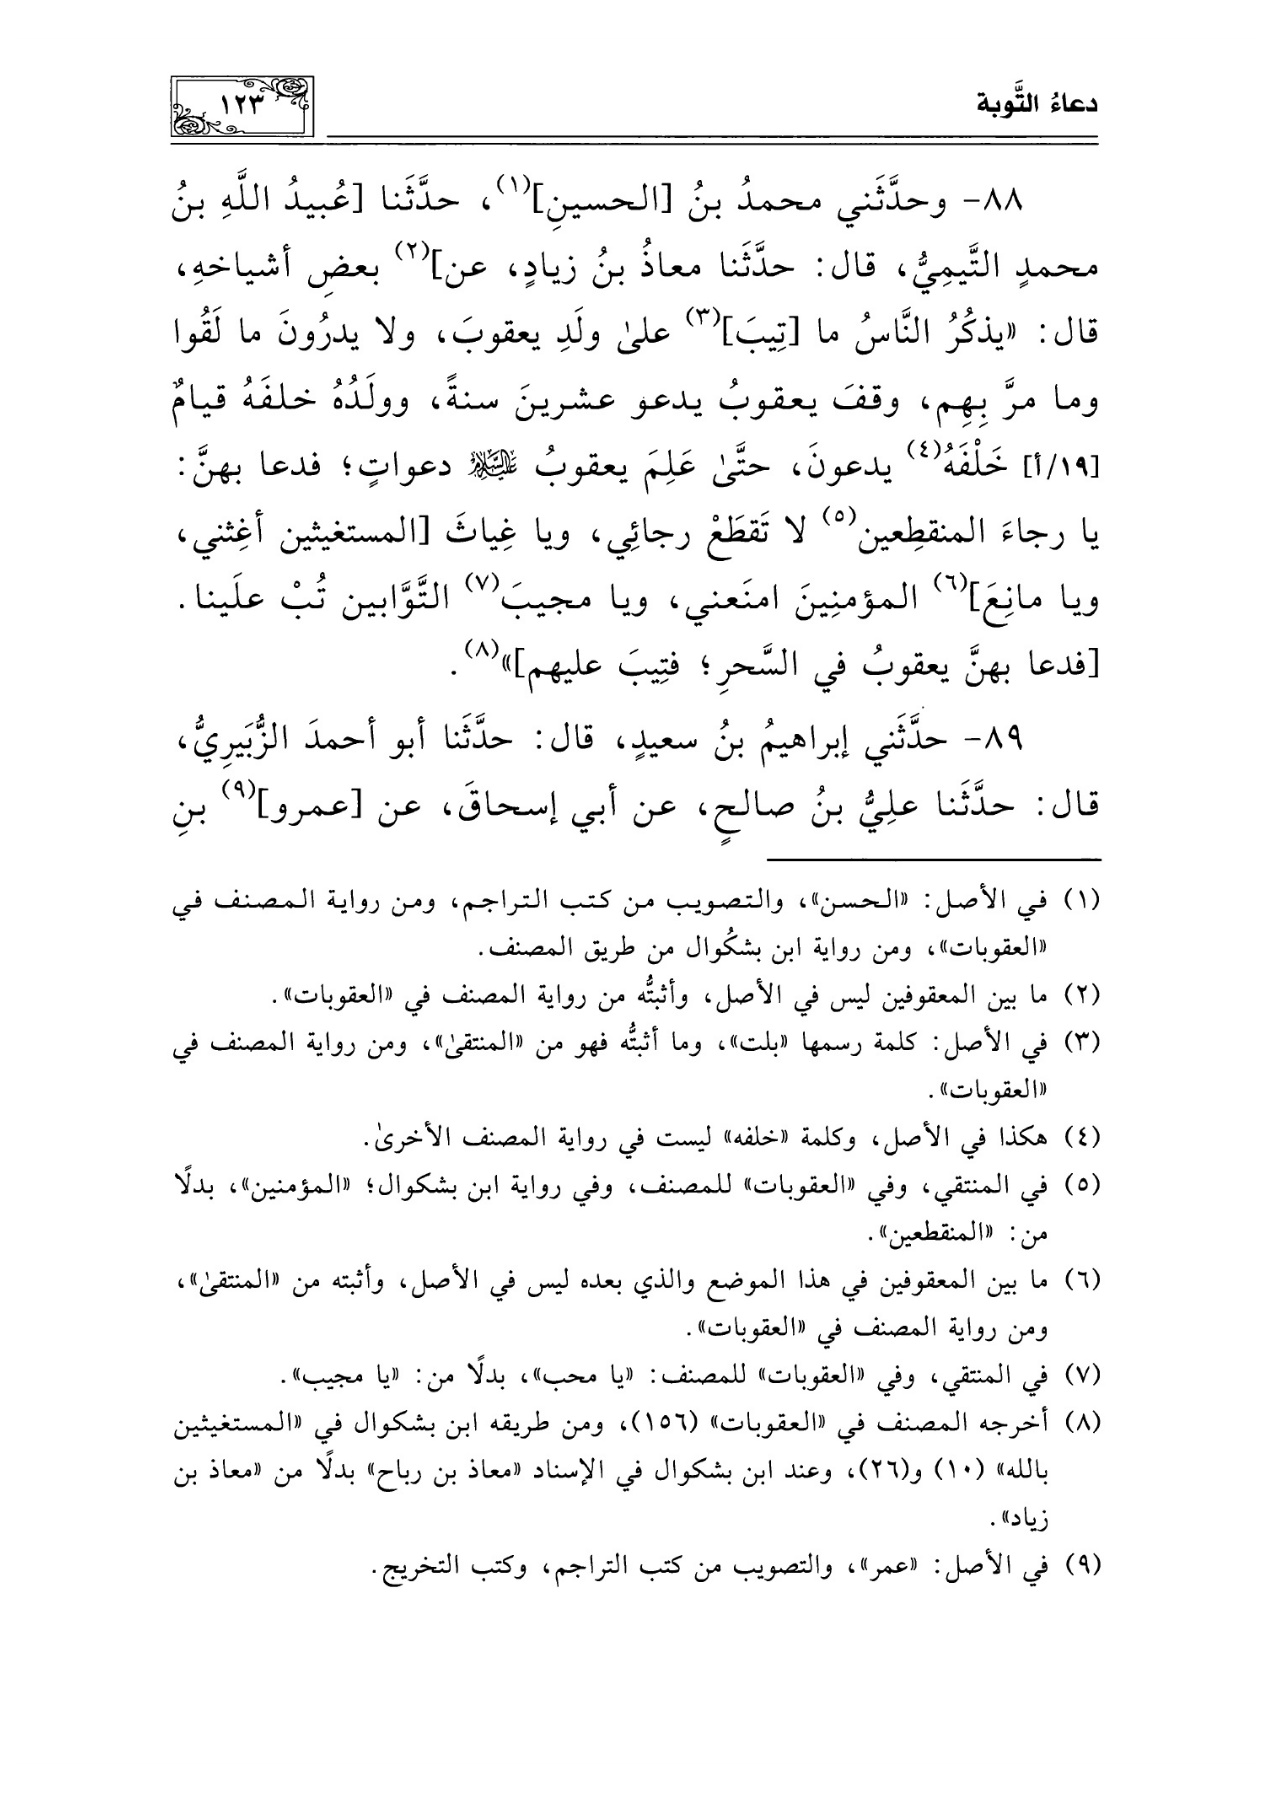 دعاءُ التَّوبة
١٢٣
٨٨- وحدَّثَني محمدُ بنُ [الحسينِ]⁽١⁾، حدَّثَنا [عُبيدُ اللَّهِ بنُ
محمدٍ التَّيمِيُّ، قال: حدَّثَنا معاذُ بنُ زيادٍ، عن]⁽٢⁾ بعضِ أشياخهِ،
قال: «يذكُرُ النَّاسُ ما [تِيبَ]⁽٣⁾ علىٰ ولَدِ يعقوبَ، ولا يدرُونَ ما لَقُوا
وما مرَّ بِهِم، وقفَ يعقوبُ يدعو عشرينَ سنةً، وولَدُهُ خلفَهُ قيامٌ
[١٩/أ] خَلْفَهُ⁽٤⁾ يدعونَ، حتَّىٰ عَلِمَ يعقوبُ عليه السلام دعواتٍ؛ فدعا بهنَّ:
يا رجاءَ المنقطِعين⁽٥⁾ لا تَقطَعْ رجائِي، ويا غِياثَ [المستغيثين أغِثني،
ويا مانِعَ]⁽٦⁾ المؤمنِينَ امنَعني، ويا مجيبَ⁽٧⁾ التَّوَّابين تُبْ علَينا.
[فدعا بهنَّ يعقوبُ في السَّحرِ؛ فتِيبَ عليهم]»⁽٨⁾.
٨٩- حدَّثَني إبراهيمُ بنُ سعيدٍ، قال: حدَّثَنا أبو أحمدَ الزُّبَيرِيُّ،
قال: حدَّثَنا علِيُّ بنُ صالحٍ، عن أبي إسحاقَ، عن [عمرو]⁽٩⁾ بنِ
(١) في الأصل: «الحسن»، والتصويب من كتب التراجم، ومن رواية المصنف في
«العقوبات»، ومن رواية ابن بشكُوال من طريق المصنف.
(٢) ما بين المعقوفين ليس في الأصل، وأثبتُّه من رواية المصنف في «العقوبات».
(٣) في الأصل: كلمة رسمها «بلت»، وما أثبتُّه فهو من «المنتقىٰ»، ومن رواية المصنف في
«العقوبات».
(٤) هكذا في الأصل، وكلمة «خلفه» ليست في رواية المصنف الأخرىٰ.
(٥) في المنتقي، وفي «العقوبات» للمصنف، وفي رواية ابن بشكوال؛ «المؤمنين»، بدلًا
من: «المنقطعين».
(٦) ما بين المعقوفين في هذا الموضع والذي بعده ليس في الأصل، وأثبته من «المنتقىٰ»،
ومن رواية المصنف في «العقوبات».
(٧) في المنتقي، وفي «العقوبات» للمصنف: «يا محب»، بدلًا من: «يا مجيب».
(٨) أخرجه المصنف في «العقوبات» (١٥٦)، ومن طريقه ابن بشكوال في «المستغيثين
بالله» (١٠) و(٢٦)، وعند ابن بشكوال في الإسناد «معاذ بن رباح» بدلًا من «معاذ بن
زياد».
(٩) في الأصل: «عمر»، والتصويب من كتب التراجم، وكتب التخريج.